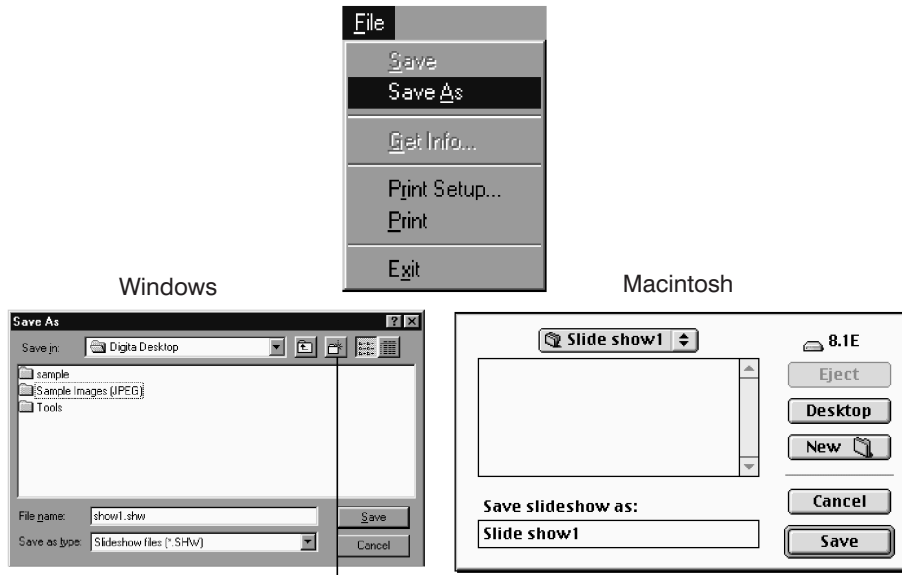 File
Save
Save As
Get Info...
Print Setup...
Print
Exit
Windows
Macintosh
Save As
Save in: Digita Desktop
sample
Sample Images (JPEG)
Tools
File name: show1.shw Save
Save as type: Slideshow files (*.SHW) Cancel
Slide show1 8.1E
Eject
Desktop
New
Save slideshow as:
Slide show1
Cancel
Save